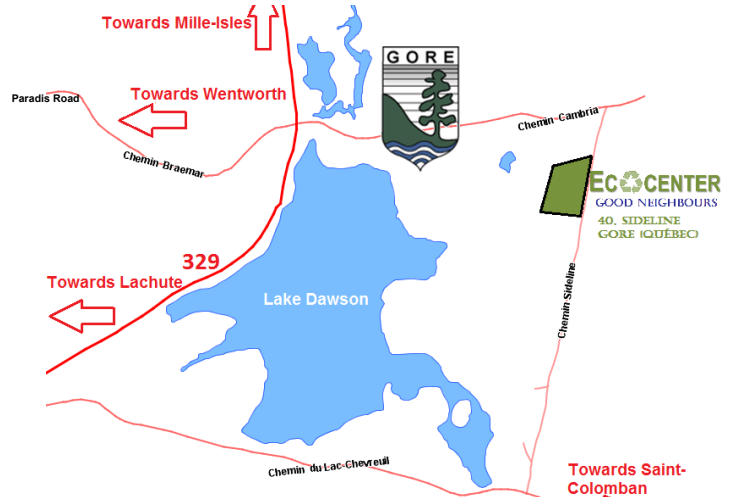 Towards Mille-Isles
GORE
Towards Wentworth
Paradis Road
Chemin Braemar
Chemin Cambria
ECOCENTER
GOOD NEIGHBOURS
40, SIDELINE
GORE (QUÉBEC)
329
Towards Lachute
Lake Dawson
Chemin Sideline
Chemin du Lac-Chevreuil
Towards Saint-
Colomban